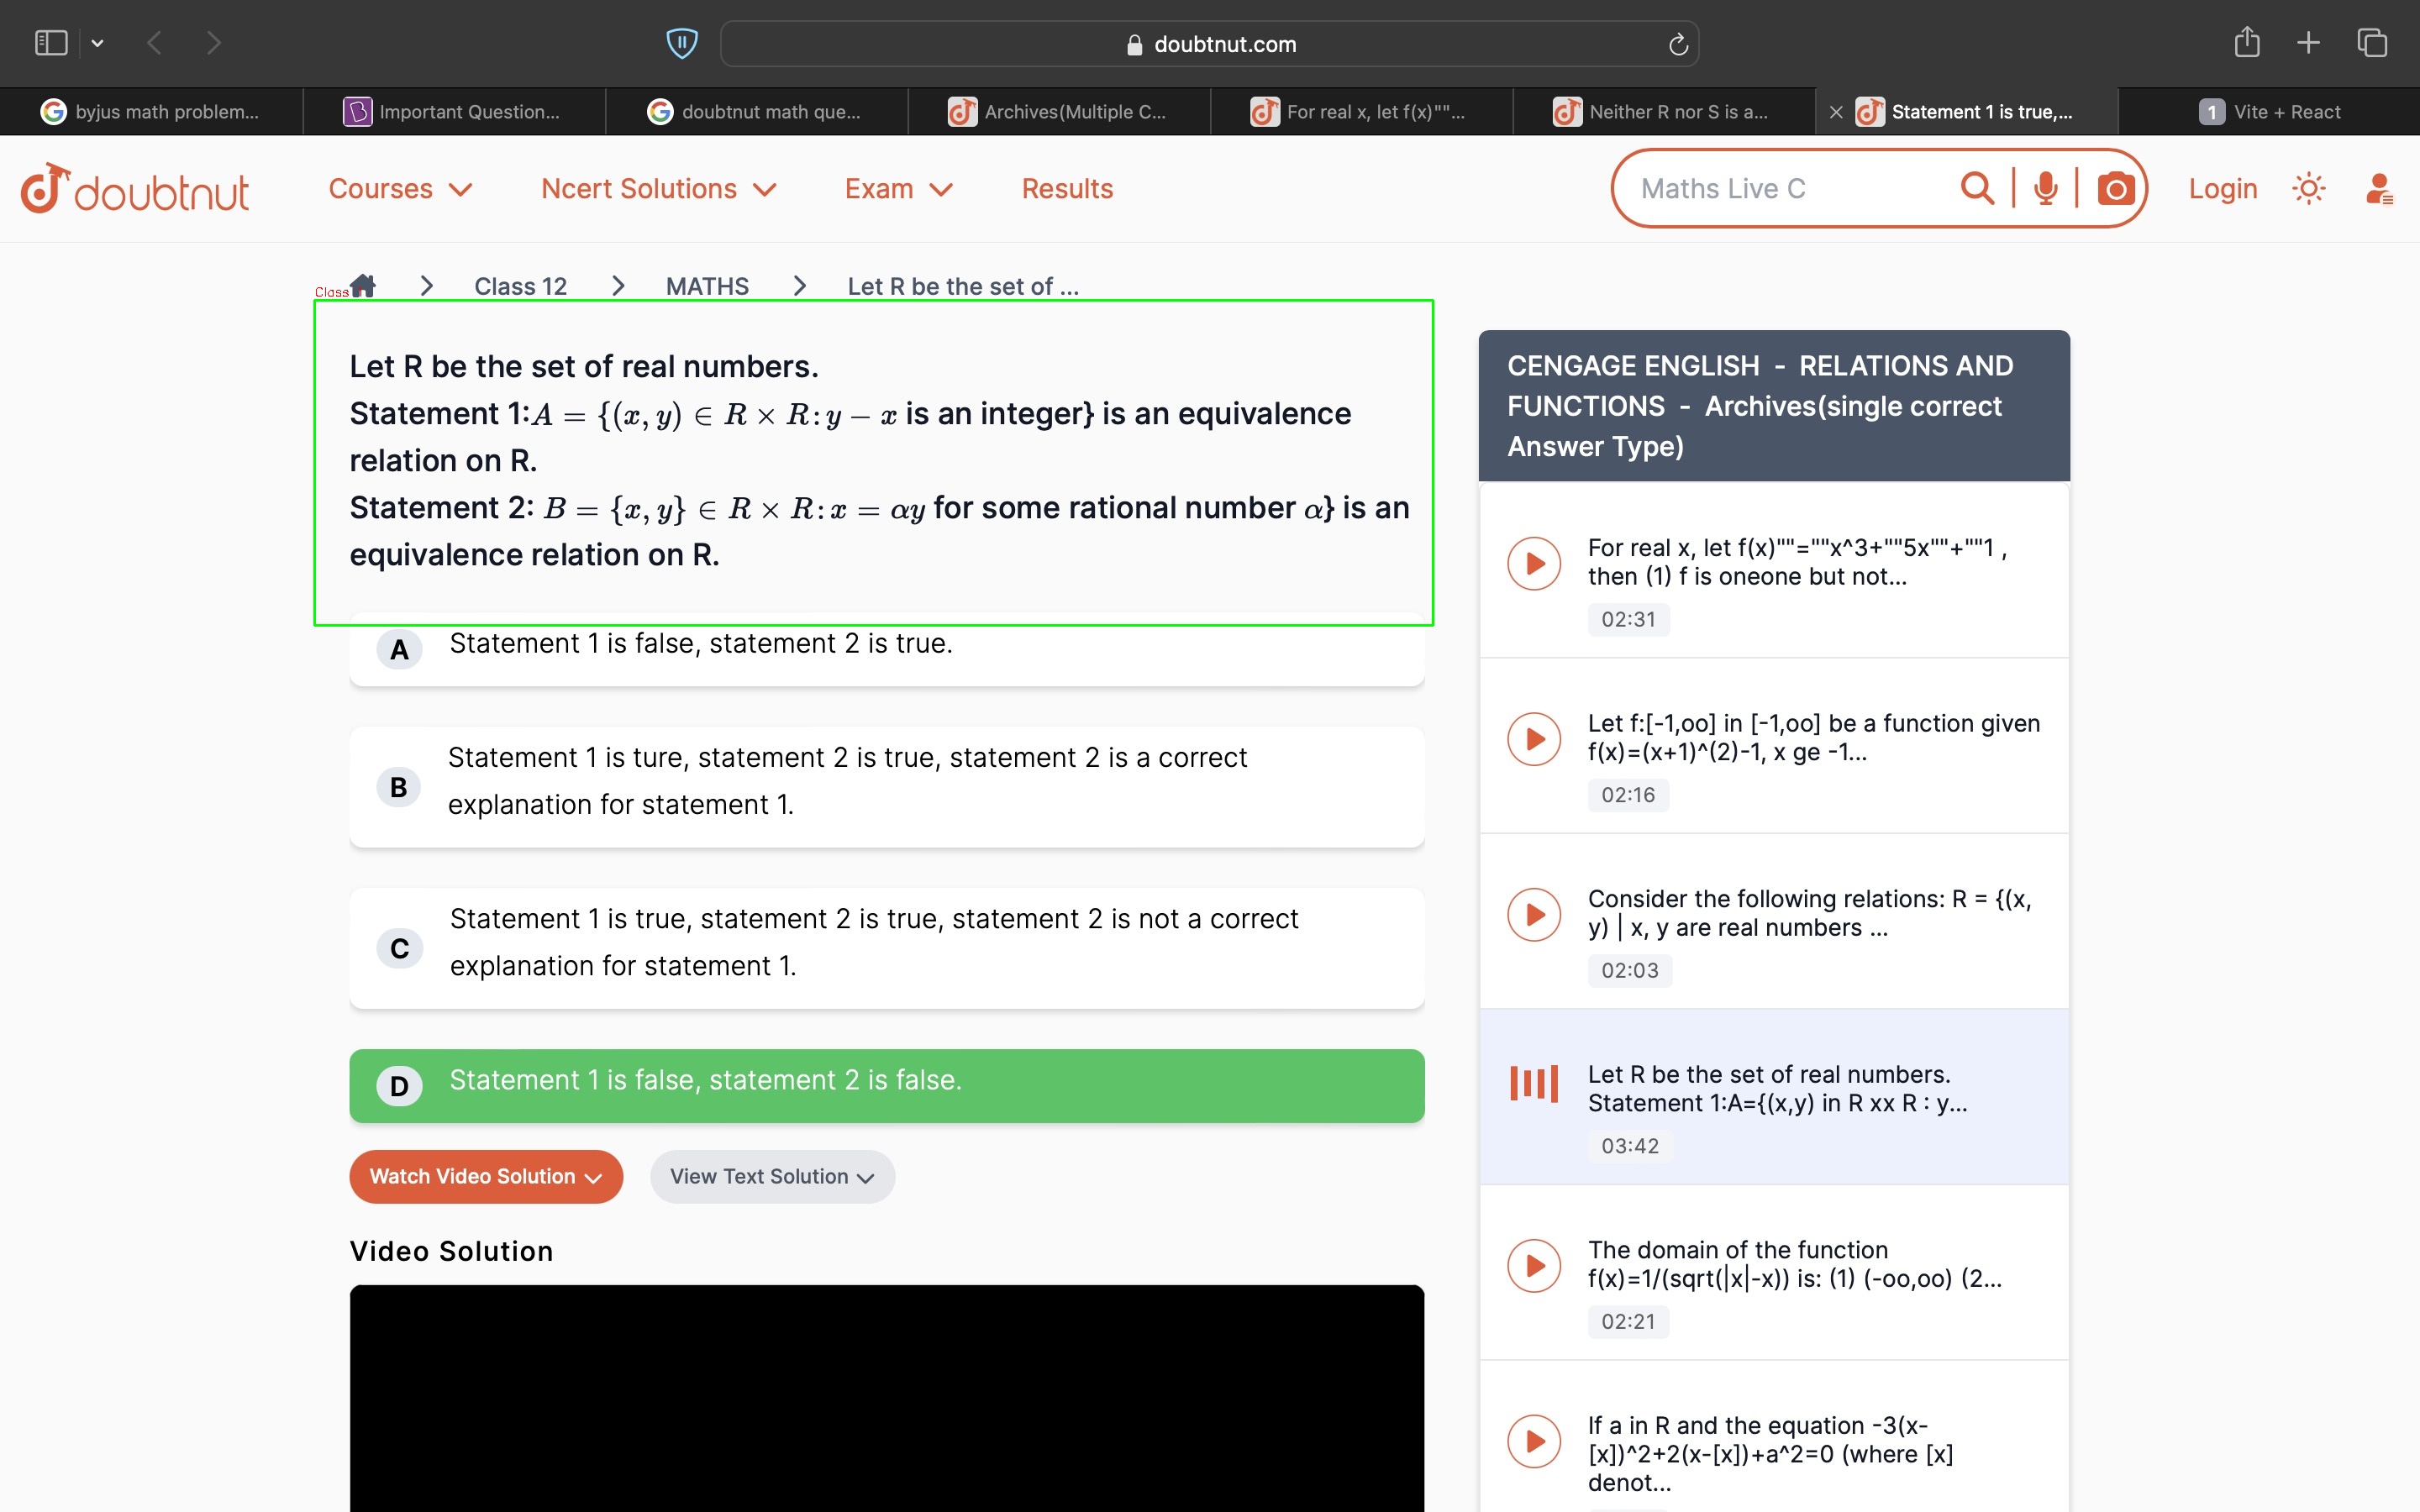 doubtnut.com
byjus math problem...
Important Question...
doubtnut math que...
Archives(Multiple C...
For real x, let f(x)""...
Neither R nor S is a...
Statement 1 is true,...
1 Vite + React
doubtnut
Courses
Ncert Solutions
Exam
Results
Maths Live C
Login
Class
Class 12
MATHS
Let R be the set of ...
Let R be the set of real numbers.
Statement 1:A = {(x, y) ∈ R × R: y − x is an integer} is an equivalence
relation on R.
Statement 2: B = {x, y} ∈ R × R: x = αy for some rational number α} is an
equivalence relation on R.
A Statement 1 is false, statement 2 is true.
B Statement 1 is ture, statement 2 is true, statement 2 is a correct
explanation for statement 1.
C Statement 1 is true, statement 2 is true, statement 2 is not a correct
explanation for statement 1.
D Statement 1 is false, statement 2 is false.
Watch Video Solution
View Text Solution
Video Solution
CENGAGE ENGLISH - RELATIONS AND
FUNCTIONS - Archives(single correct
Answer Type)
For real x, let f(x)""=""x^3+""5x""+""1 ,
then (1) f is oneone but not...
02:31
Let f:[-1,oo] in [-1,oo] be a function given
f(x)=(x+1)^(2)-1, x ge -1...
02:16
Consider the following relations: R = {(x,
y) | x, y are real numbers ...
02:03
Let R be the set of real numbers.
Statement 1:A={(x,y) in R xx R : y...
03:42
The domain of the function
f(x)=1/(sqrt(|x|-x)) is: (1) (-oo,oo) (2...
02:21
If a in R and the equation -3(x-
[x])^2+2(x-[x])+a^2=0 (where [x]
denot...